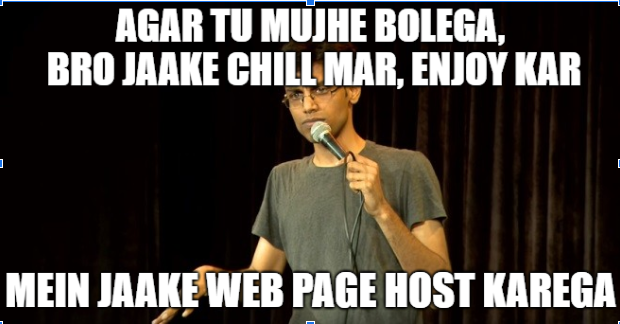 AGAR TU MUJHE BOLEGA,
BRO JAAKE CHILL MAR, ENJOY KAR
MEIN JAAKE WEB PAGE HOST KAREGA